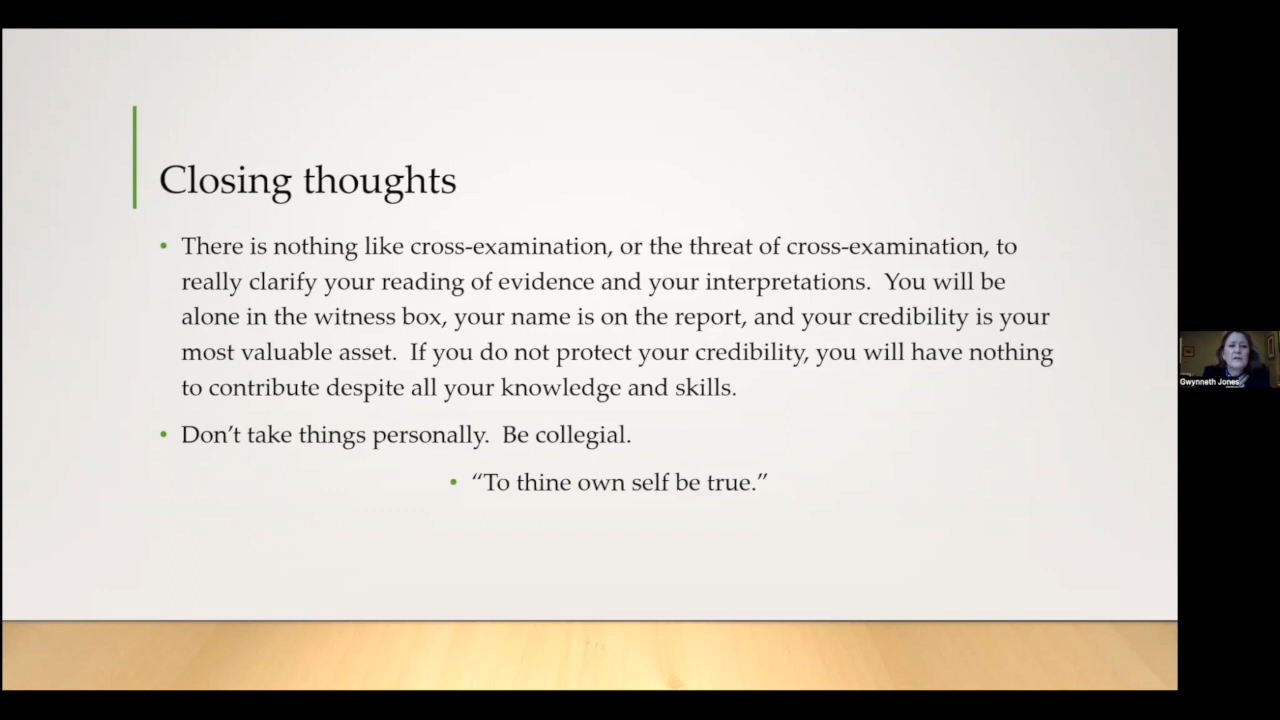 Closing thoughts
• There is nothing like cross-examination, or the threat of cross-examination, to
really clarify your reading of evidence and your interpretations.  You will be
alone in the witness box, your name is on the report, and your credibility is your
most valuable asset.  If you do not protect your credibility, you will have nothing
to contribute despite all your knowledge and skills.
• Don’t take things personally.  Be collegial.
• “To thine own self be true.”
Gwynneth Jones